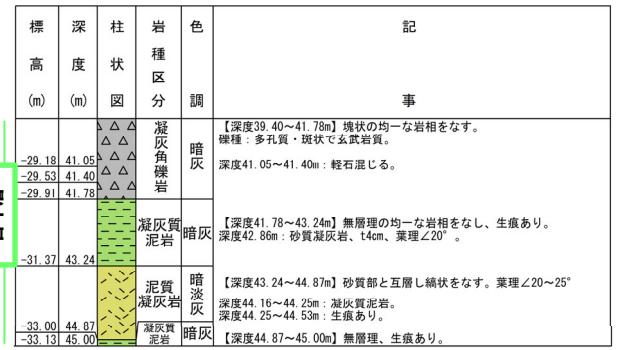 標高(m) 深度(m) 柱状図 岩種区分 色調 記事
凝灰角礫岩 暗灰
【深度39.40～41.78m】塊状の均一な岩相をなす。
礫種：多孔質・斑状で玄武岩質。
-29.18 41.05
深度41.05～41.40m：軽石混じる。
-29.53 41.40
-29.91 41.78
凝灰質泥岩 暗灰
【深度41.78～43.24m】無層理の均一な岩相をなし、生痕あり。
深度42.86m：砂質凝灰岩、t4cm、葉理∠20°。
-31.37 43.24
泥質凝灰岩 暗淡灰
【深度43.24～44.87m】砂質部と互層し縞状をなす。葉理∠20～25°
深度44.16～44.25m：凝灰質泥岩。
深度44.25～44.53m：生痕あり。
-33.00 44.87
凝灰質泥岩 暗灰
-33.13 45.00
【深度44.87～45.00m】無層理、生痕あり。